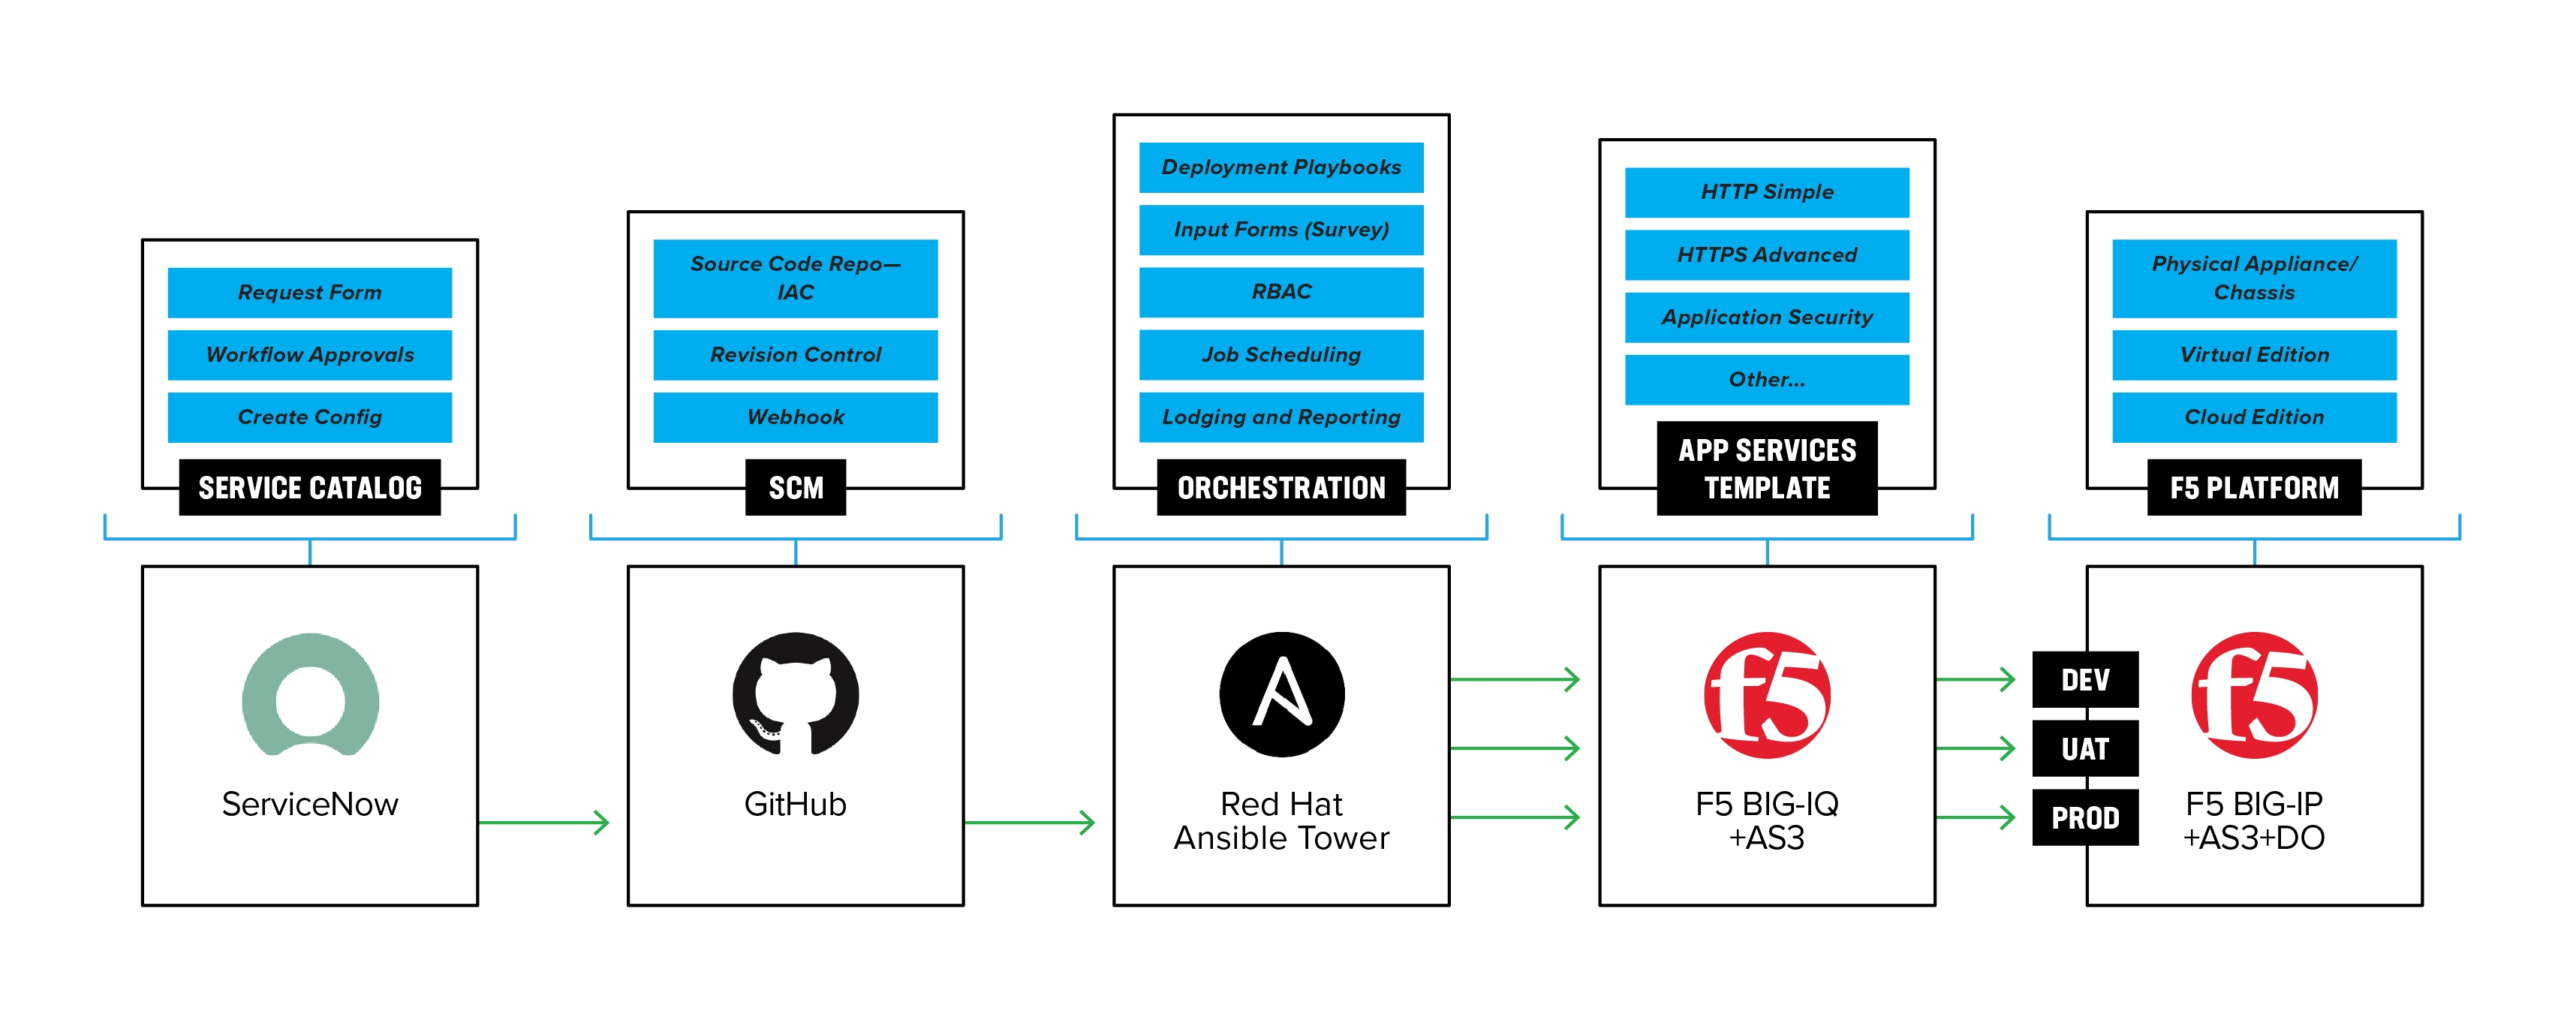 Request Form
Workflow Approvals
Create Config
SERVICE CATALOG
Source Code Repo—
IAC
Revision Control
Webhook
SCM
Deployment Playbooks
Input Forms (Survey)
RBAC
Job Scheduling
Lodging and Reporting
ORCHESTRATION
HTTP Simple
HTTPS Advanced
Application Security
Other...
APP SERVICES
TEMPLATE
Physical Appliance/
Chassis
Virtual Edition
Cloud Edition
F5 PLATFORM
ServiceNow
GitHub
Red Hat
Ansible Tower
f5
F5 BIG-IQ
+AS3
DEV
UAT
PROD
f5
F5 BIG-IP
+AS3+DO